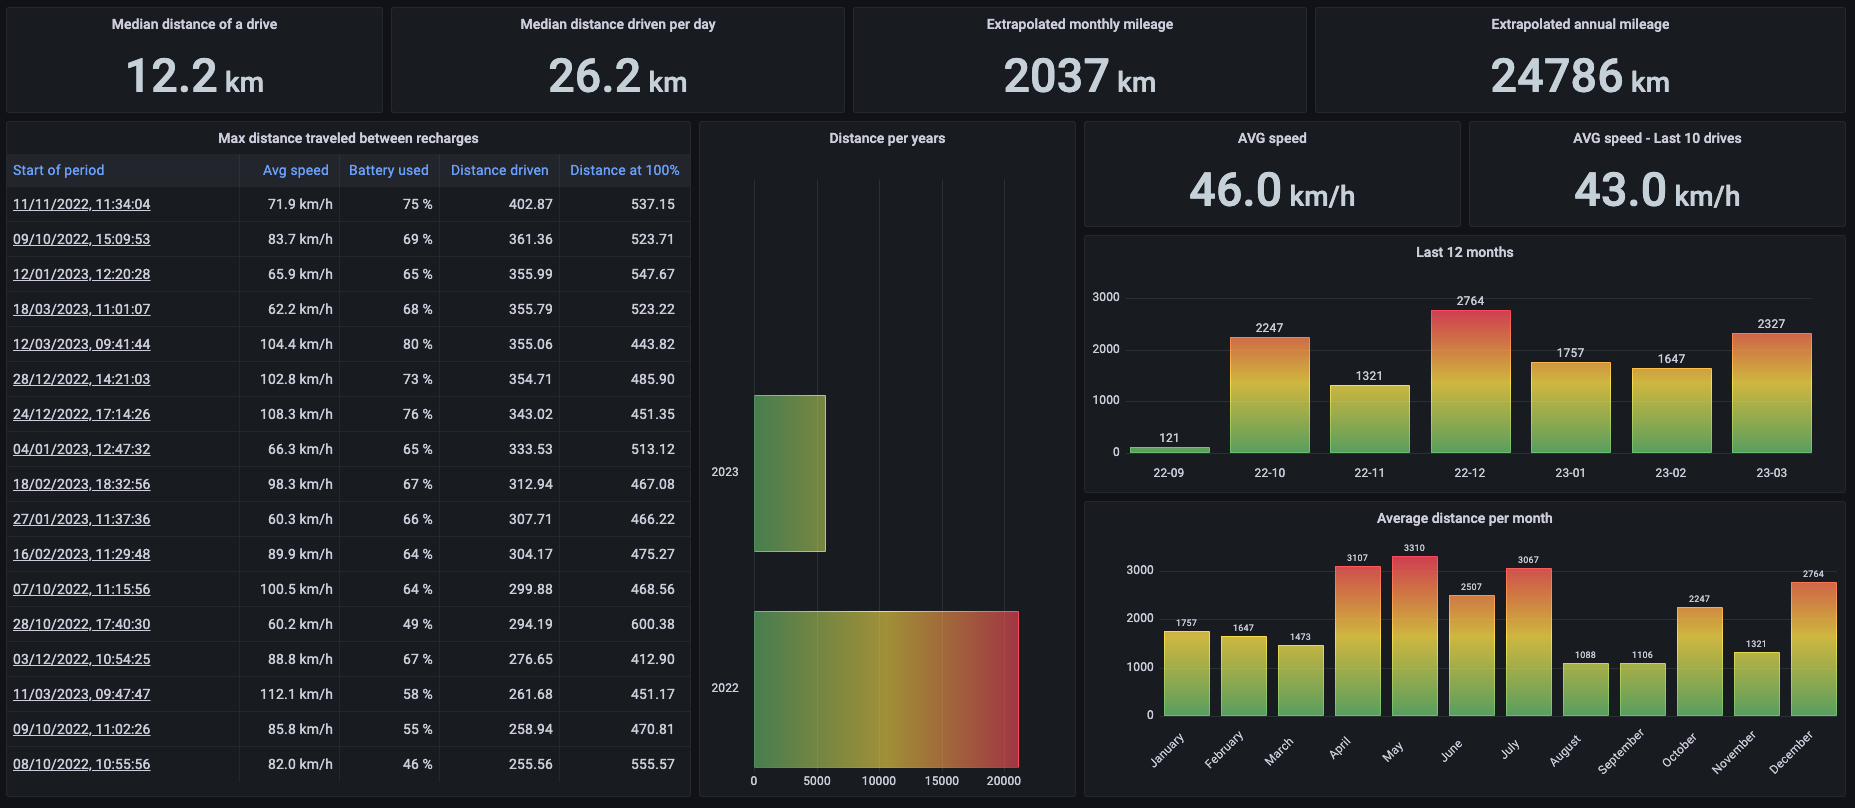 Median distance of a drive
12.2 km
Median distance driven per day
26.2 km
Extrapolated monthly mileage
2037 km
Extrapolated annual mileage
24786 km
Max distance traveled between recharges
Start of period Avg speed Battery used Distance driven Distance at 100%
11/11/2022, 11:34:04 71.9 km/h 75 % 402.87 537.15
09/10/2022, 15:09:53 83.7 km/h 69 % 361.36 523.71
12/01/2023, 12:20:28 65.9 km/h 65 % 355.99 547.67
18/03/2023, 11:01:07 62.2 km/h 68 % 355.79 523.22
12/03/2023, 09:41:44 104.4 km/h 80 % 355.06 443.82
28/12/2022, 14:21:03 102.8 km/h 73 % 354.71 485.90
24/12/2022, 17:14:26 108.3 km/h 76 % 343.02 451.35
04/01/2023, 12:47:32 66.3 km/h 65 % 333.53 513.12
18/02/2023, 18:32:56 98.3 km/h 67 % 312.94 467.08
27/01/2023, 11:37:36 60.3 km/h 66 % 307.71 466.22
16/02/2023, 11:29:48 89.9 km/h 64 % 304.17 475.27
07/10/2022, 11:15:56 100.5 km/h 64 % 299.88 468.56
28/10/2022, 17:40:30 60.2 km/h 49 % 294.19 600.38
03/12/2022, 10:54:25 88.8 km/h 67 % 276.65 412.90
11/03/2023, 09:47:47 112.1 km/h 58 % 261.68 451.17
09/10/2022, 11:02:26 85.8 km/h 55 % 258.94 470.81
08/10/2022, 10:55:56 82.0 km/h 46 % 255.56 555.57
Distance per years
2023
2022
0 5000 10000 15000 20000
AVG speed
46.0 km/h
AVG speed - Last 10 drives
43.0 km/h
Last 12 months
3000
2000
1000
0
121 2247 1321 2764 1757 1647 2327
22-09 22-10 22-11 22-12 23-01 23-02 23-03
Average distance per month
3000
2000
1000
0
1757 1647 1473 3107 3310 2507 3067 1088 1106 2247 1321 2764
January February March April May June July August September October November December